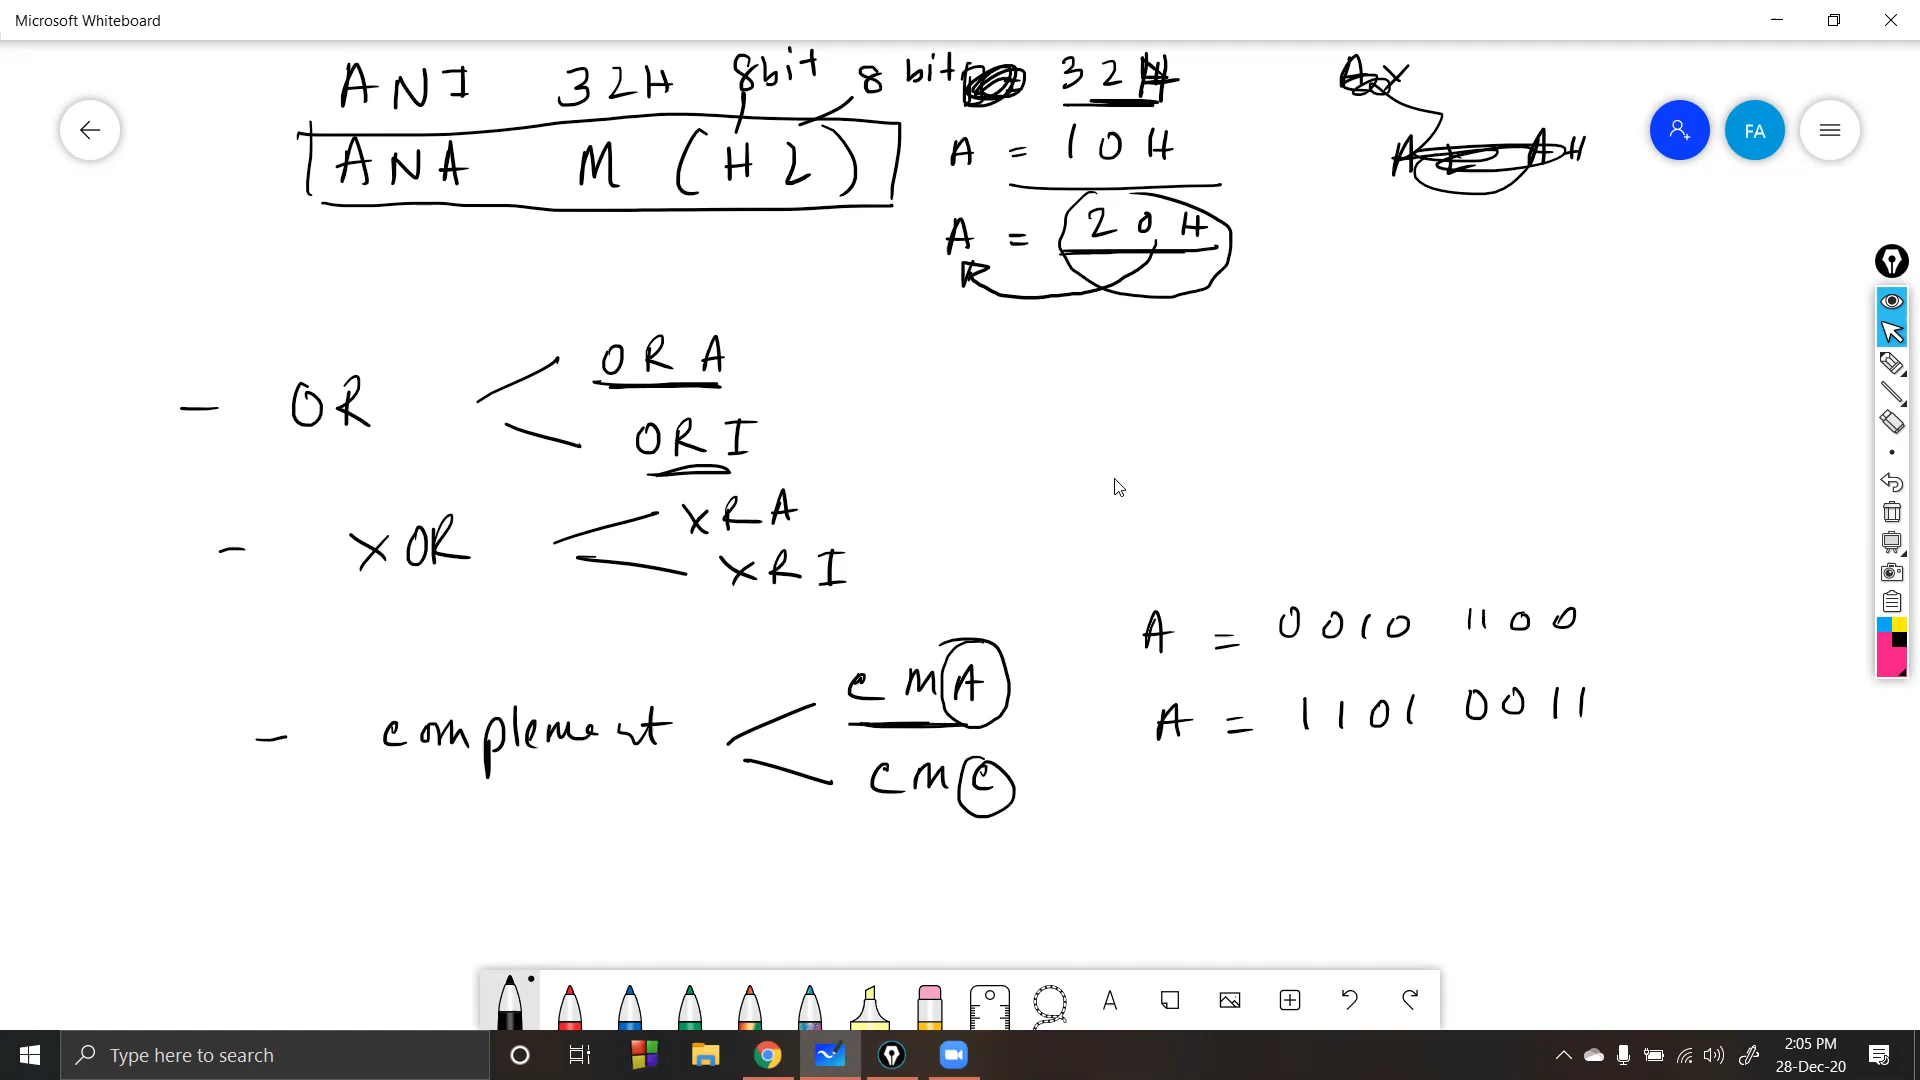 Microsoft Whiteboard
ANI 32H 8bit 8 bit 32H
ANA M (HL) A = 10H
A = 20H
FA
- OR ORA
ORI
- XOR XRA
XRI
- complement CMA
CMC
A = 0010 1100
A = 1101 0011
A
Type here to search
2:05 PM
28-Dec-20